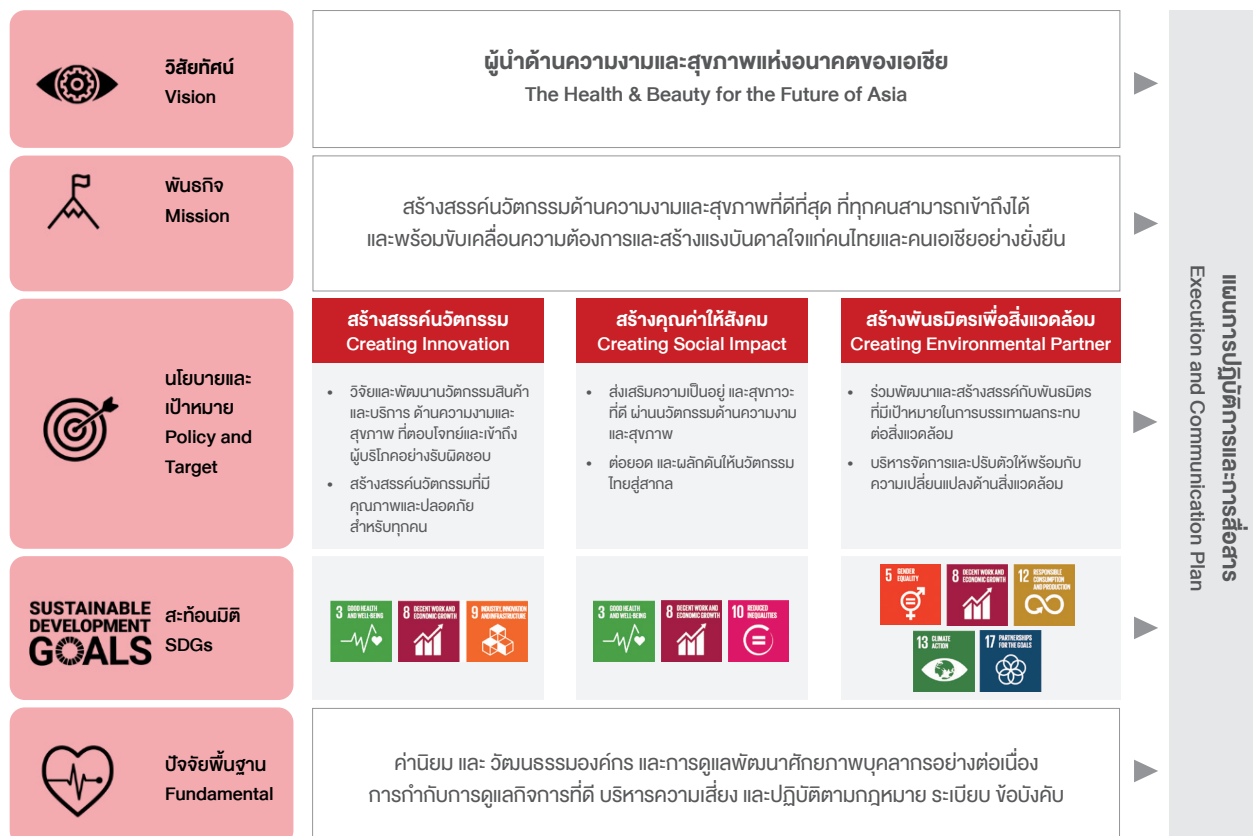 วิสัยทัศน์
Vision
ผู้นำด้านความงามและสุขภาพแห่งอนาคตของเอเชีย
The Health & Beauty for the Future of Asia
พันธกิจ
Mission
สร้างสรรค์นวัตกรรมด้านความงามและสุขภาพที่ดีที่สุด ที่ทุกคนสามารถเข้าถึงได้
และพร้อมขับเคลื่อนความต้องการและสร้างแรงบันดาลใจแก่คนไทยและคนเอเชียอย่างยั่งยืน
นโยบายและ
เป้าหมาย
Policy and
Target
สร้างสรรค์นวัตกรรม
Creating Innovation
• วิจัยและพัฒนานวัตกรรมสินค้า
และบริการ ด้านความงามและ
สุขภาพ ที่ตอบโจทย์และเข้าถึง
ผู้บริโภคอย่างรับผิดชอบ
• สร้างสรรค์นวัตกรรมที่มี
คุณภาพและปลอดภัย
สำหรับทุกคน
สร้างคุณค่าให้สังคม
Creating Social Impact
• ส่งเสริมความเป็นอยู่ และสุขภาวะ
ที่ดี ผ่านนวัตกรรมด้านความงาม
และสุขภาพ
• ต่อยอด และผลักดันให้นวัตกรรม
ไทยสู่สากล
สร้างพันธมิตรเพื่อสิ่งแวดล้อม
Creating Environmental Partner
• ร่วมพัฒนาและสร้างสรรค์กับพันธมิตร
ที่มีเป้าหมายในการบรรเทาผลกระทบ
ต่อสิ่งแวดล้อม
• บริหารจัดการและปรับตัวให้พร้อมกับ
ความเปลี่ยนแปลงด้านสิ่งแวดล้อม
SUSTAINABLE
DEVELOPMENT
GOALS
สะท้อนมิติ
SDGs
3 GOOD HEALTH
AND WELL-BEING
8 DECENT WORK AND
ECONOMIC GROWTH
9 INDUSTRY, INNOVATION
AND INFRASTRUCTURE
3 GOOD HEALTH
AND WELL-BEING
8 DECENT WORK AND
ECONOMIC GROWTH
10 REDUCED
INEQUALITIES
5 GENDER
EQUALITY
8 DECENT WORK AND
ECONOMIC GROWTH
12 RESPONSIBLE
CONSUMPTION
AND PRODUCTION
13 CLIMATE
ACTION
17 PARTNERSHIPS
FOR THE GOALS
ปัจจัยพื้นฐาน
Fundamental
ค่านิยม และ วัฒนธรรมองค์กร และการดูแลพัฒนาศักยภาพบุคลากรอย่างต่อเนื่อง
การกำกับการดูแลกิจการที่ดี บริหารความเสี่ยง และปฏิบัติตามกฎหมาย ระเบียบ ข้อบังคับ
แผนการปฏิบัติการและการสื่อสาร
Execution and Communication Plan